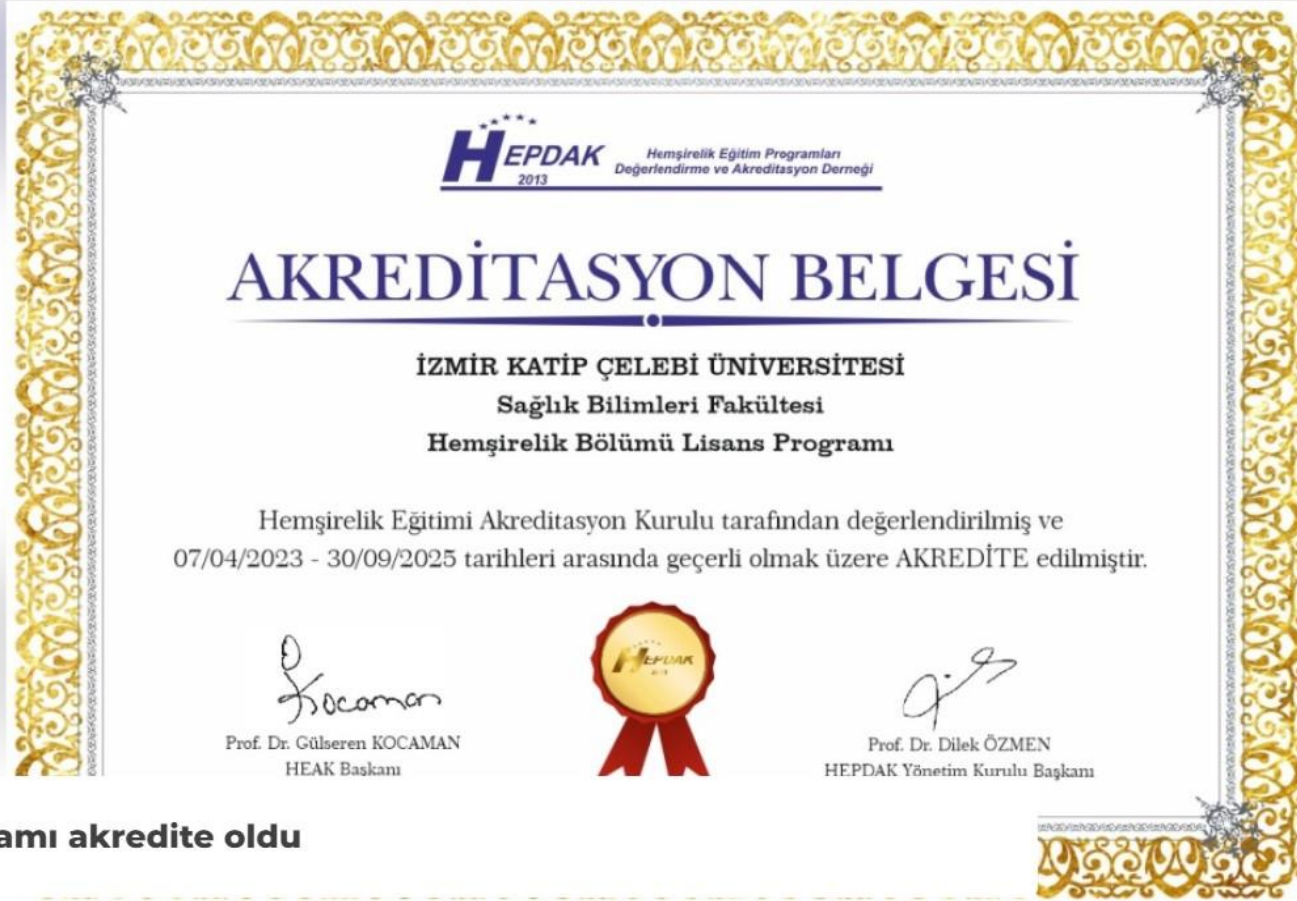 HEPDAK
2013
Hemşirelik Eğitim Programları
Değerlendirme ve Akreditasyon Derneği
AKREDİTASYON BELGESİ
İZMİR KATİP ÇELEBİ ÜNİVERSİTESİ
Sağlık Bilimleri Fakültesi
Hemşirelik Bölümü Lisans Programı
Hemşirelik Eğitimi Akreditasyon Kurulu tarafından değerlendirilmiş ve
07/04/2023 - 30/09/2025 tarihleri arasında geçerli olmak üzere AKREDİTE edilmiştir.
Kocaman
HEPDAK
2013
Prof. Dr. Gülseren KOCAMAN
HEAK Başkanı
Prof. Dr. Dilek ÖZMEN
HEPDAK Yönetim Kurulu Başkanı
amı akredite oldu